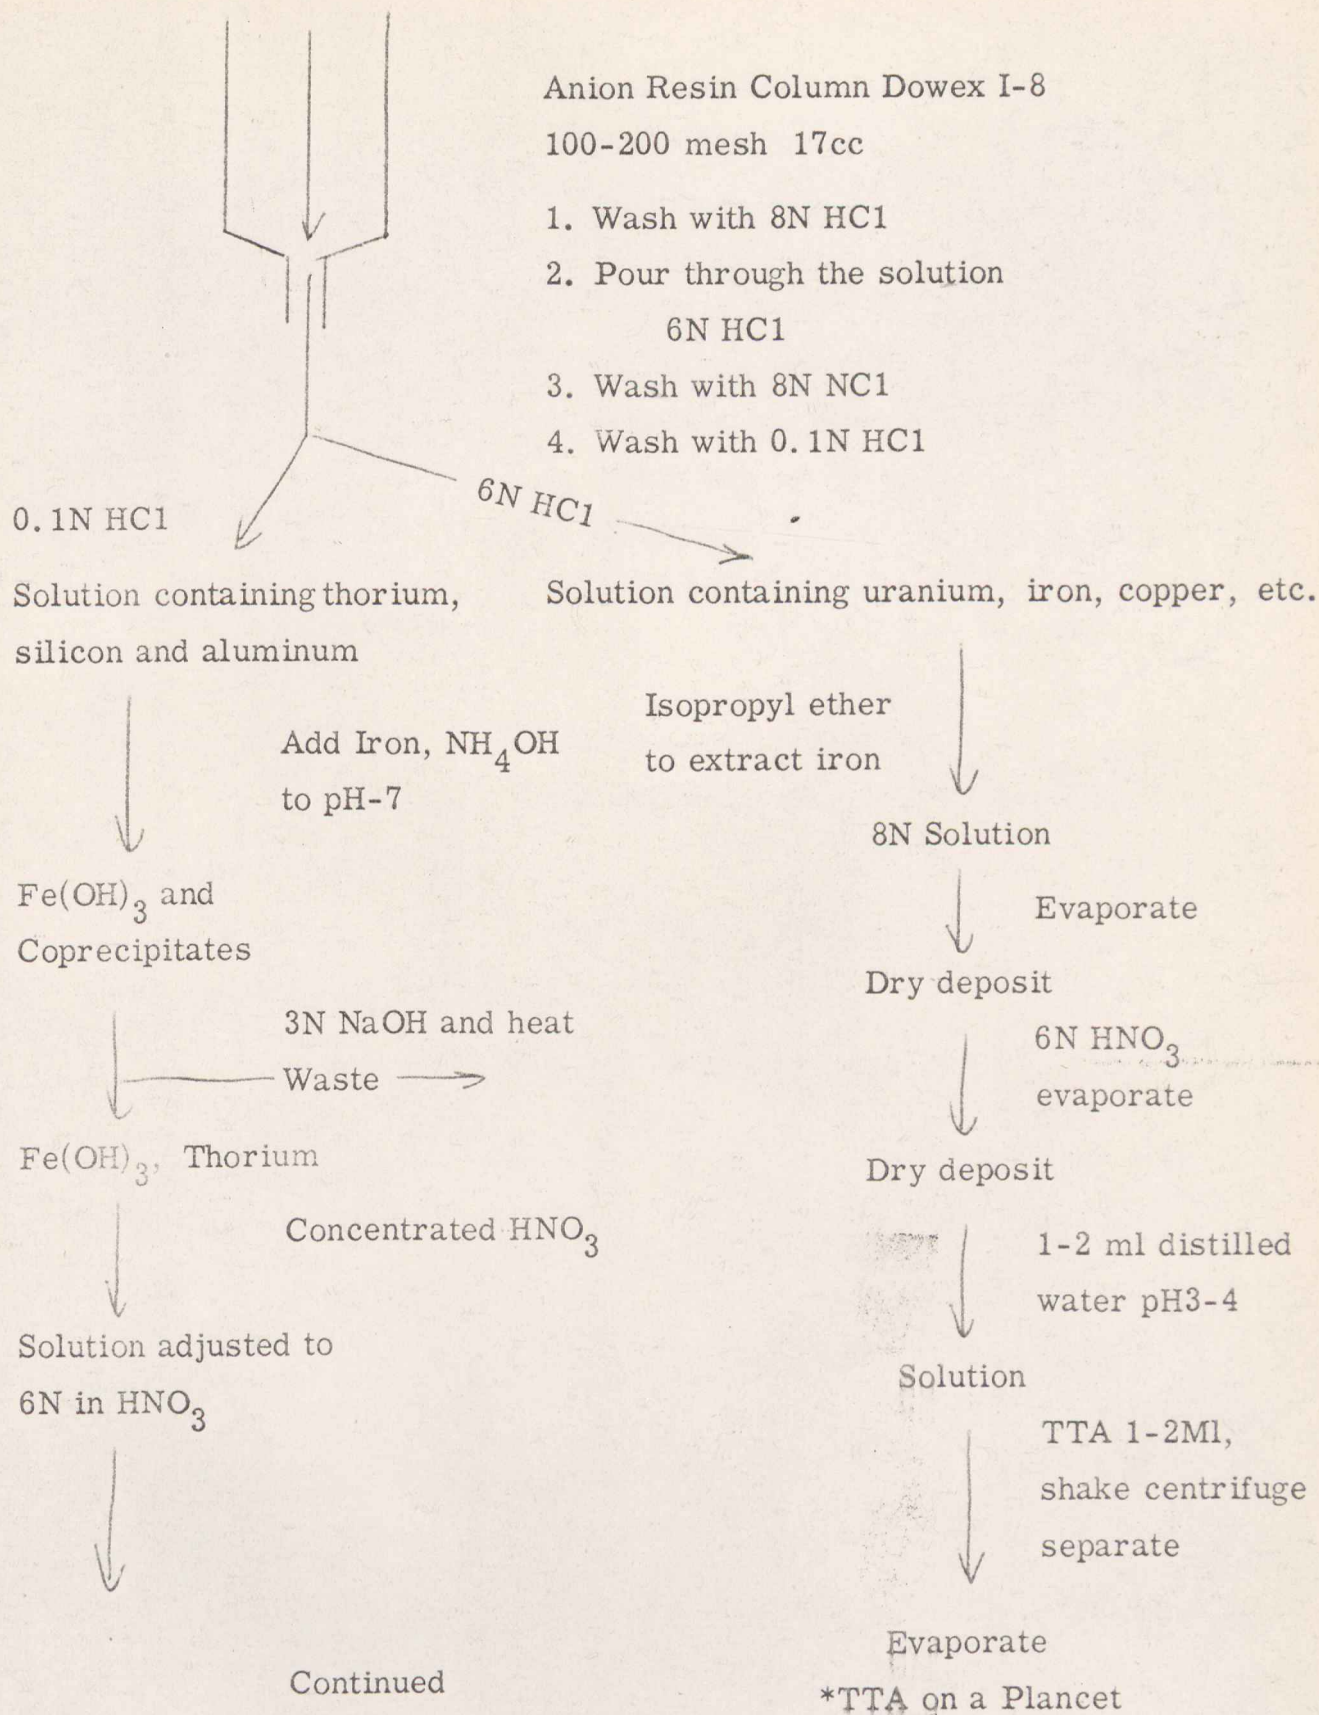 Anion Resin Column Dowex I-8
100-200 mesh 17cc
1. Wash with 8N HC1
2. Pour through the solution
6N HC1
3. Wash with 8N NC1
4. Wash with 0.1N HC1
6N HC1
0.1N HC1
Solution containing thorium,
silicon and aluminum
Add Iron, NH4OH
to pH-7
Fe(OH)3 and
Coprecipitates
3N NaOH and heat
Waste
Fe(OH)3, Thorium
Concentrated HNO3
Solution adjusted to
6N in HNO3
Continued
Solution containing uranium, iron, copper, etc.
Isopropyl ether
to extract iron
8N Solution
Evaporate
Dry deposit
6N HNO3
evaporate
Dry deposit
1-2 ml distilled
water pH3-4
Solution
TTA 1-2Ml,
shake centrifuge
separate
Evaporate
*TTA on a Plancet